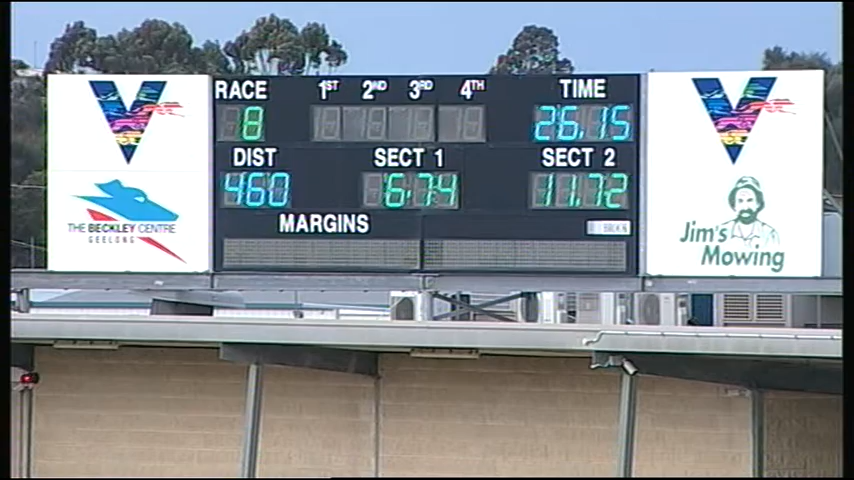 RACE 1ST 2ND 3RD 4TH TIME
8 26.15
DIST SECT 1 SECT 2
460 6.74 11.72
MARGINS
THE BECKLEY CENTRE
GEELONG
Jim's
Mowing